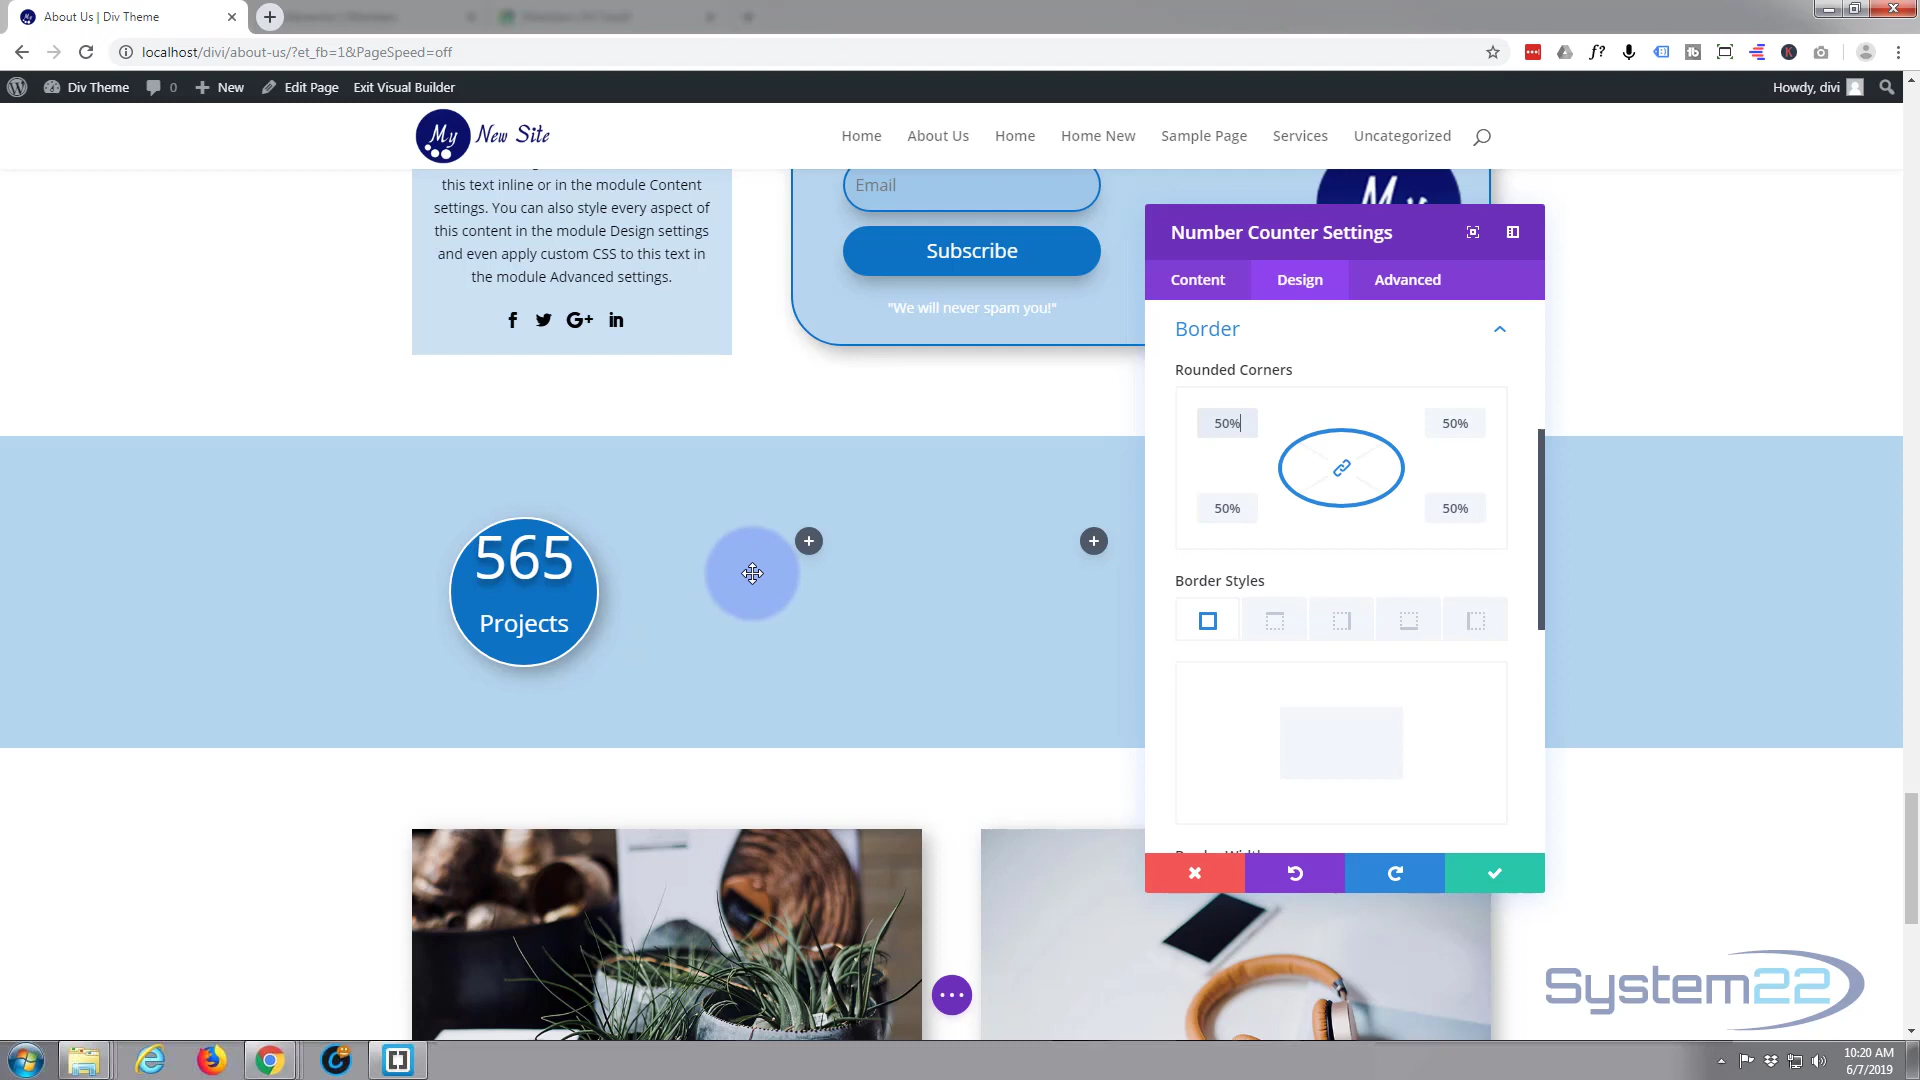 About Us | Div Theme
localhost/divi/about-us/?et_fb=1&PageSpeed=off
Div Theme
0
New
Edit Page
Exit Visual Builder
Howdy, divi
My New Site
Home
About Us
Home
Home New
Sample Page
Services
Uncategorized
this text inline or in the module Content
settings. You can also style every aspect of
this content in the module Design settings
and even apply custom CSS to this text in
the module Advanced settings.
Email
Subscribe
"We will never spam you!"
My
Number Counter Settings
Content
Design
Advanced
Border
Rounded Corners
50%
50%
50%
50%
Border Styles
565
Projects
System22
10:20 AM
6/7/2019